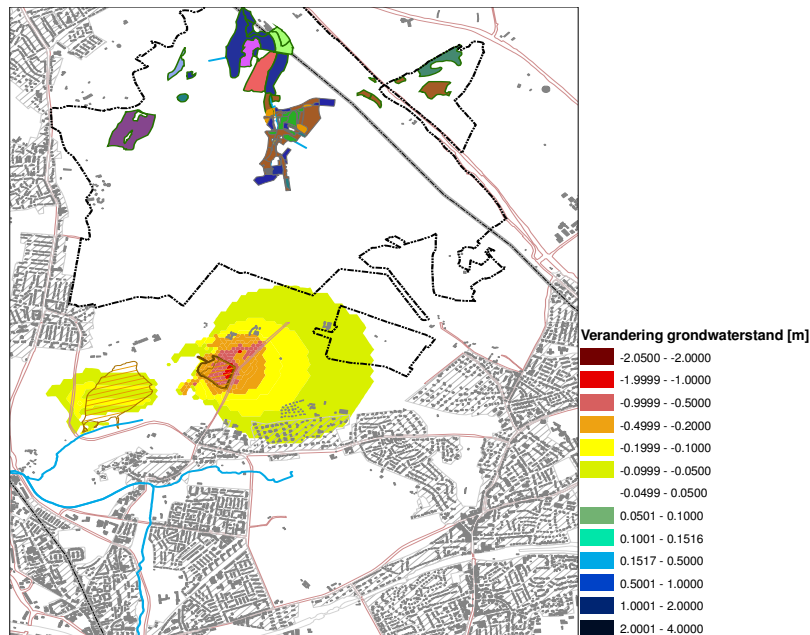 Verandering grondwaterstand [m]
-2.0500 - -2.0000
-1.9999 - -1.0000
-0.9999 - -0.5000
-0.4999 - -0.2000
-0.1999 - -0.1000
-0.0999 - -0.0500
-0.0499 - 0.0500
0.0501 - 0.1000
0.1001 - 0.1516
0.1517 - 0.5000
0.5001 - 1.0000
1.0001 - 2.0000
2.0001 - 4.0000